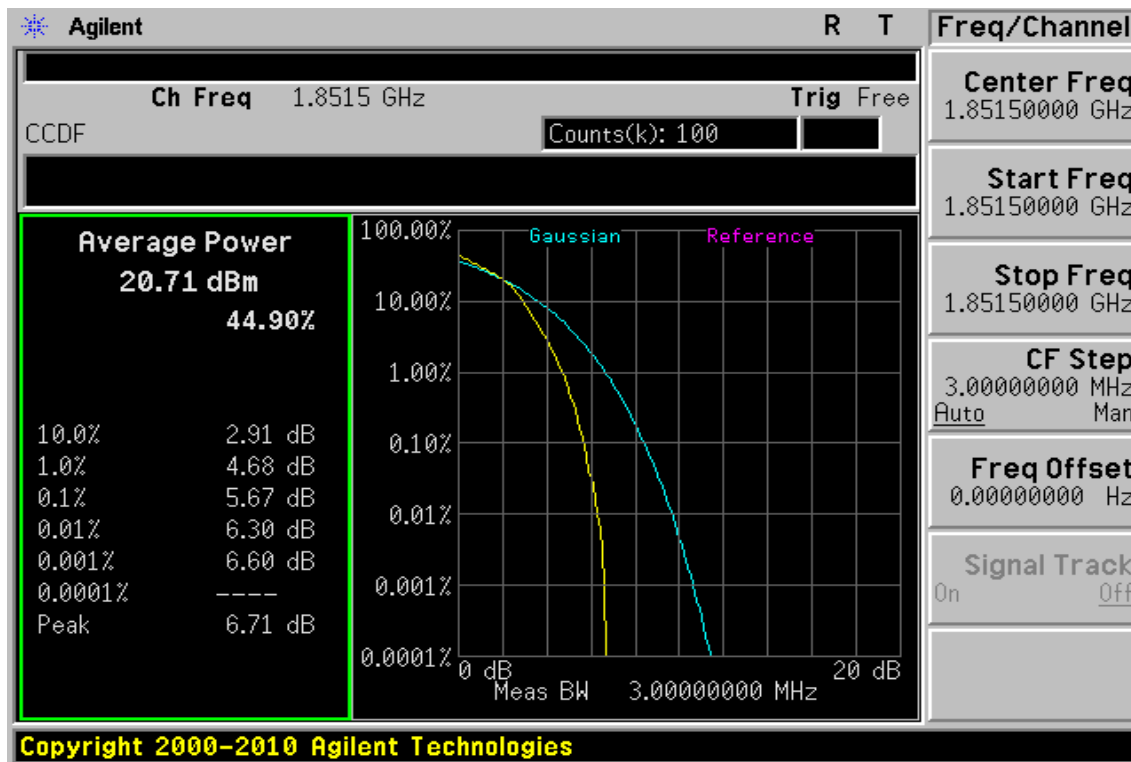 Agilent R T
Ch Freq 1.8515 GHz Trig Free
CCDF Counts(k): 100
Average Power
20.71 dBm
44.90%
10.0% 2.91 dB
1.0% 4.68 dB
0.1% 5.67 dB
0.01% 6.30 dB
0.001% 6.60 dB
0.0001% ----
Peak 6.71 dB
Gaussian Reference
100.00%
10.00%
1.00%
0.10%
0.01%
0.001%
0.0001%
0 dB 20 dB
Meas BW 3.00000000 MHz
Freq/Channel
Center Freq
1.85150000 GHz
Start Freq
1.85150000 GHz
Stop Freq
1.85150000 GHz
CF Step
3.00000000 MHz
Auto Man
Freq Offset
0.00000000 Hz
Signal Track
On Off
Copyright 2000-2010 Agilent Technologies